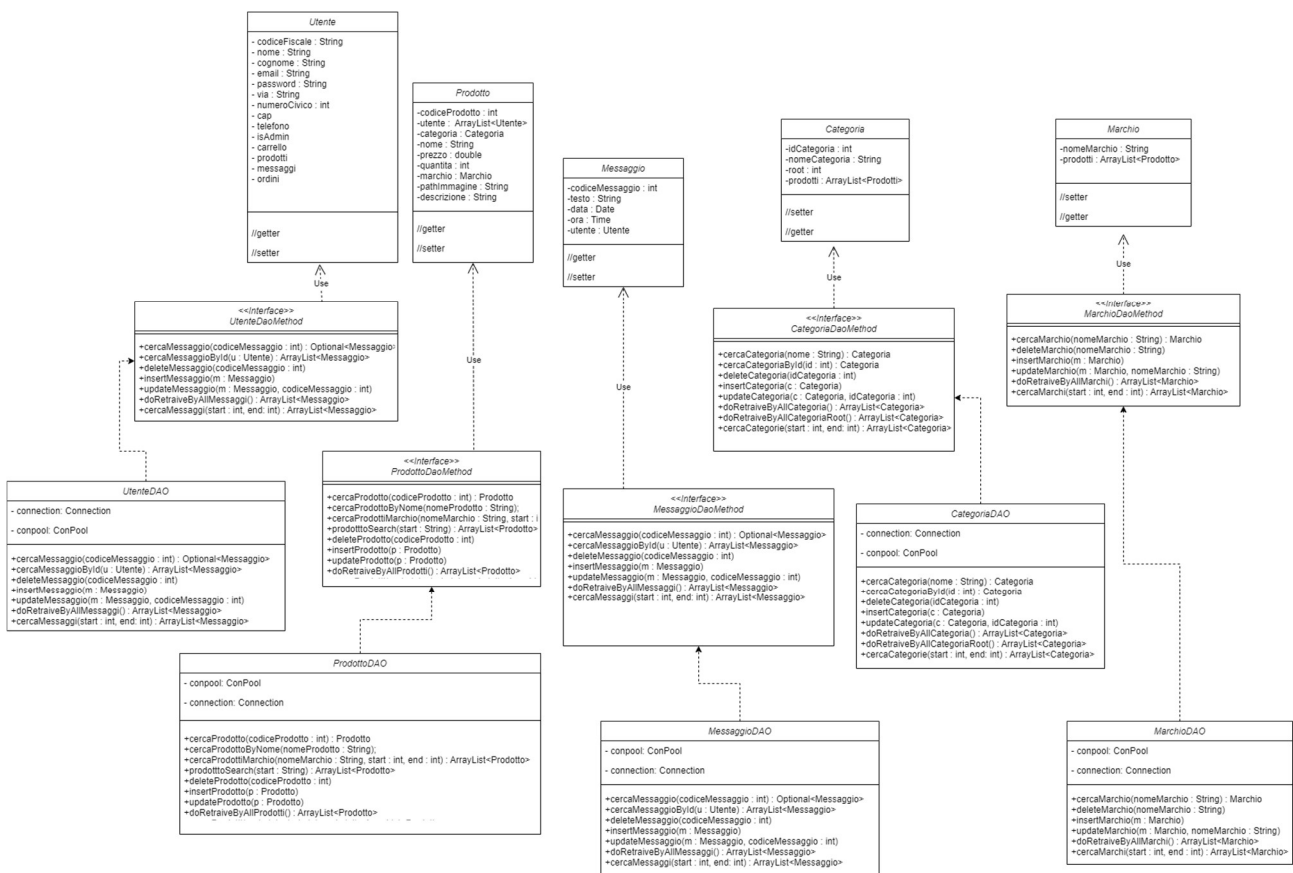 Utente
- codiceFiscale : String
- nome : String
- cognome : String
- email : String
- password : String
- via : String
- numeroCivico : int
- cap
- telefono
- isAdmin
- carrello
- prodotti
- messaggi
- ordini
//getter
//setter
Use
Prodotto
-codiceProdotto : int
-utente : ArrayList<Utente>
-categoria : Categoria
-nome : String
-prezzo : double
-quantita : int
-marchio : Marchio
-pathImmagine : String
-descrizione : String
//getter
//setter
Use
Messaggio
-codiceMessaggio : int
-testo : String
-data : Date
-ora : Time
-utente : Utente
//getter
//setter
Use
Categoria
-idCategoria : int
-nomeCategoria : String
-root : int
-prodotti : ArrayList<Prodotti>
//setter
//getter
Use
Marchio
-nomeMarchio : String
-prodotti : ArrayList<Prodotto>
//setter
//getter
Use
<<Interface>>
UtenteDaoMethod
+cercaMessaggio(codiceMessaggio : int) : Optional<Messaggio>
+cercaMessaggioById(u : Utente) : ArrayList<Messaggio>
+deleteMessaggio(codiceMessaggio : int)
+insertMessaggio(m : Messaggio)
+updateMessaggio(m : Messaggio, codiceMessaggio : int)
+doRetraiveByAllMessaggi() : ArrayList<Messaggio>
+cercaMessaggi(start : int, end: int) : ArrayList<Messaggio>
<<Interface>>
CategoriaDaoMethod
+cercaCategoria(nome : String) : Categoria
+cercaCategoriaById(id : int) : Categoria
+deleteCategoria(idCategoria : int)
+insertCategoria(c : Categoria)
+updateCategoria(c : Categoria, idCategoria : int)
+doRetraiveByAllCategoria() : ArrayList<Categoria>
+doRetraiveByAllCategoriaRoot() : ArrayList<Categoria>
+cercaCategorie(start : int, end: int) : ArrayList<Categoria>
<<Interface>>
MarchioDaoMethod
+cercaMarchio(nomeMarchio : String) : Marchio
+deleteMarchio(nomeMarchio : String)
+insertMarchio(m : Marchio)
+updateMarchio(m : Marchio, nomeMarchio : String)
+doRetraiveByAllMarchi() : ArrayList<Marchio>
+cercaMarchi(start : int, end : int) : ArrayList<Marchio>
<<Interface>>
ProdottoDaoMethod
+cercaProdotto(codiceProdotto : int) : Prodotto
+cercaProdottoByNome(nomeProdotto : String);
+cercaProdottiMarchio(nomeMarchio : String, start : i
+prodotttoSearch(start : String) : ArrayList<Prodotto>
+deleteProdotto(codiceProdotto : int)
+insertProdotto(p : Prodotto)
+updateProdotto(p : Prodotto)
+doRetraiveByAllProdotti() : ArrayList<Prodotto>
UtenteDAO
- connection: Connection
- conpool : ConPool
+cercaMessaggio(codiceMessaggio : int) : Optional<Messaggio>
+cercaMessaggioById(u : Utente) : ArrayList<Messaggio>
+deleteMessaggio(codiceMessaggio : int)
+insertMessaggio(m : Messaggio)
+updateMessaggio(m : Messaggio, codiceMessaggio : int)
+doRetraiveByAllMessaggi() : ArrayList<Messaggio>
+cercaMessaggi(start : int, end: int) : ArrayList<Messaggio>
<<Interface>>
MessaggioDaoMethod
+cercaMessaggio(codiceMessaggio : int) : Optional<Messaggio>
+cercaMessaggioById(u : Utente) : ArrayList<Messaggio>
+deleteMessaggio(codiceMessaggio : int)
+insertMessaggio(m : Messaggio)
+updateMessaggio(m : Messaggio, codiceMessaggio : int)
+doRetraiveByAllMessaggi() : ArrayList<Messaggio>
+cercaMessaggi(start : int, end: int) : ArrayList<Messaggio>
CategoriaDAO
- connection: Connection
- conpool: ConPool
+cercaCategoria(nome : String) : Categoria
+cercaCategoriaById(id : int) : Categoria
+deleteCategoria(idCategoria : int)
+insertCategoria(c : Categoria)
+updateCategoria(c : Categoria, idCategoria : int)
+doRetraiveByAllCategoria() : ArrayList<Categoria>
+doRetraiveByAllCategoriaRoot() : ArrayList<Categoria>
+cercaCategorie(start : int, end: int) : ArrayList<Categoria>
ProdottoDAO
- conpool: ConPool
- connection: Connection
+cercaProdotto(codiceProdotto : int) : Prodotto
+cercaProdottoByNome(nomeProdotto : String);
+cercaProdottiMarchio(nomeMarchio : String, start : int, end : int) : ArrayList<Prodotto>
+prodotttoSearch(start : String) : ArrayList<Prodotto>
+deleteProdotto(codiceProdotto : int)
+insertProdotto(p : Prodotto)
+updateProdotto(p : Prodotto)
+doRetraiveByAllProdotti() : ArrayList<Prodotto>
MessaggioDAO
- conpool: ConPool
- connection: Connection
+cercaMessaggio(codiceMessaggio : int) : Optional<Messaggio>
+cercaMessaggioById(u : Utente) : ArrayList<Messaggio>
+deleteMessaggio(codiceMessaggio : int)
+insertMessaggio(m : Messaggio)
+updateMessaggio(m : Messaggio, codiceMessaggio : int)
+doRetraiveByAllMessaggi() : ArrayList<Messaggio>
+cercaMessaggi(start : int, end: int) : ArrayList<Messaggio>
MarchioDAO
- conpool: ConPool
- connection: Connection
+cercaMarchio(nomeMarchio : String) : Marchio
+deleteMarchio(nomeMarchio : String)
+insertMarchio(m : Marchio)
+updateMarchio(m : Marchio, nomeMarchio : String)
+doRetraiveByAllMarchi() : ArrayList<Marchio>
+cercaMarchi(start : int, end : int) : ArrayList<Marchio>